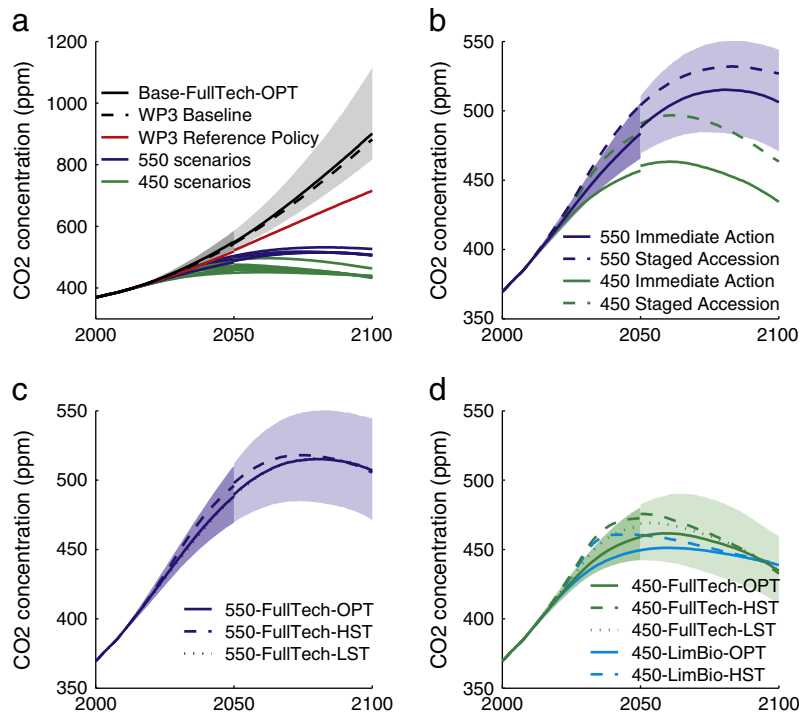 a
CO2 concentration (ppm)
1200
1000
800
600
400
2000
2050
2100
Base-FullTech-OPT
WP3 Baseline
WP3 Reference Policy
550 scenarios
450 scenarios
b
CO2 concentration (ppm)
550
500
450
400
350
2000
2050
2100
550 Immediate Action
550 Staged Accession
450 Immediate Action
450 Staged Accession
c
CO2 concentration (ppm)
550
500
450
400
350
2000
2050
2100
550-FullTech-OPT
550-FullTech-HST
550-FullTech-LST
d
CO2 concentration (ppm)
550
500
450
400
350
2000
2050
2100
450-FullTech-OPT
450-FullTech-HST
450-FullTech-LST
450-LimBio-OPT
450-LimBio-HST